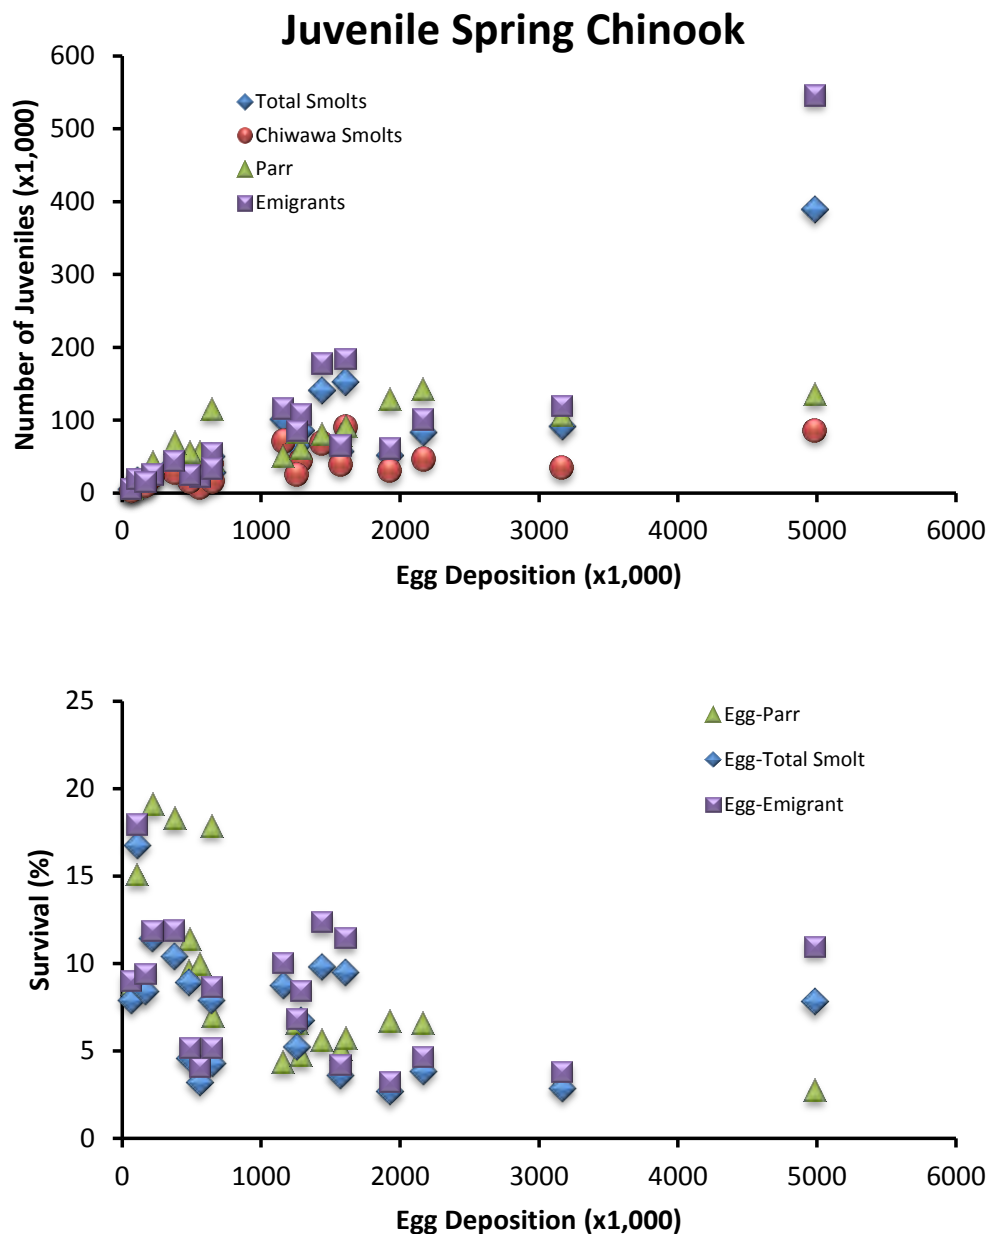 Juvenile Spring Chinook
600
500
400
300
200
100
0
Number of Juveniles (x1,000)
Total Smolts
Chiwawa Smolts
Parr
Emigrants
0 1000 2000 3000 4000 5000 6000
Egg Deposition (x1,000)
25
20
15
10
5
0
Survival (%)
Egg-Parr
Egg-Total Smolt
Egg-Emigrant
0 1000 2000 3000 4000 5000 6000
Egg Deposition (x1,000)